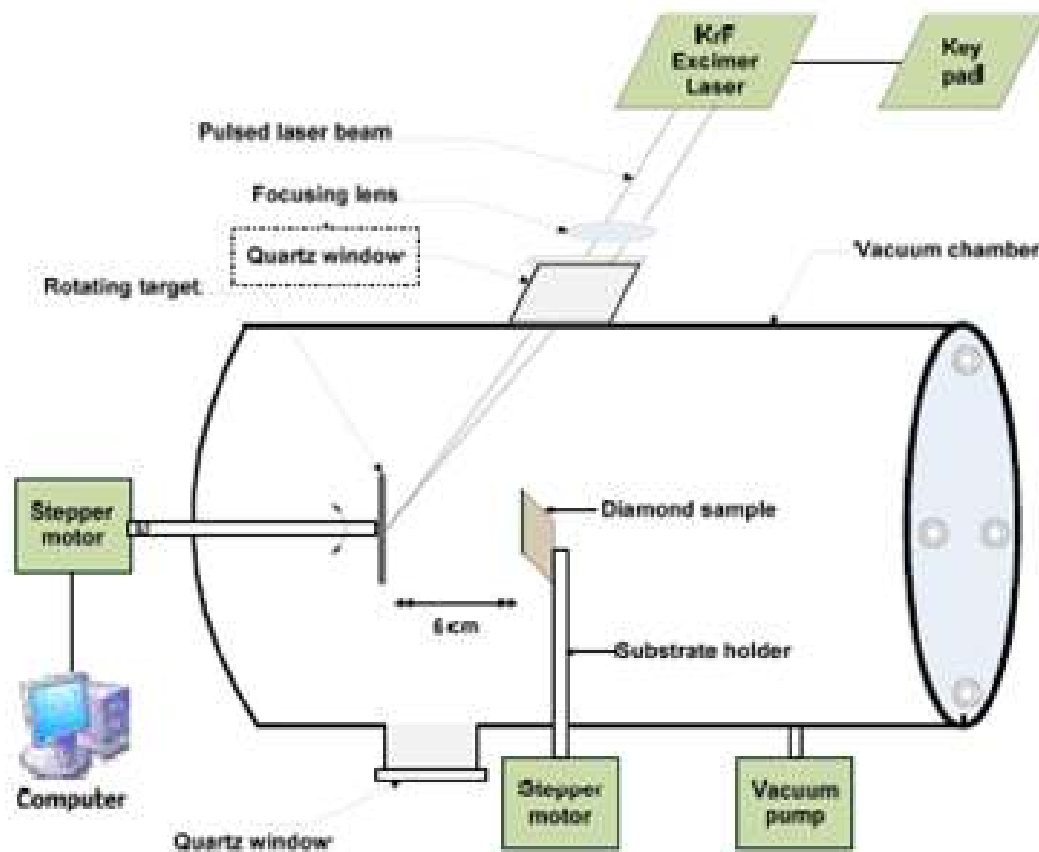 KrF
Excimer
Laser
Key
pad
Pulsed laser beam
Focusing lens
Quartz window
Vacuum chamber
Rotating target
Stepper
motor
Diamond sample
6 cm
Substrate holder
Computer
Stepper
motor
Vacuum
pump
Quartz window